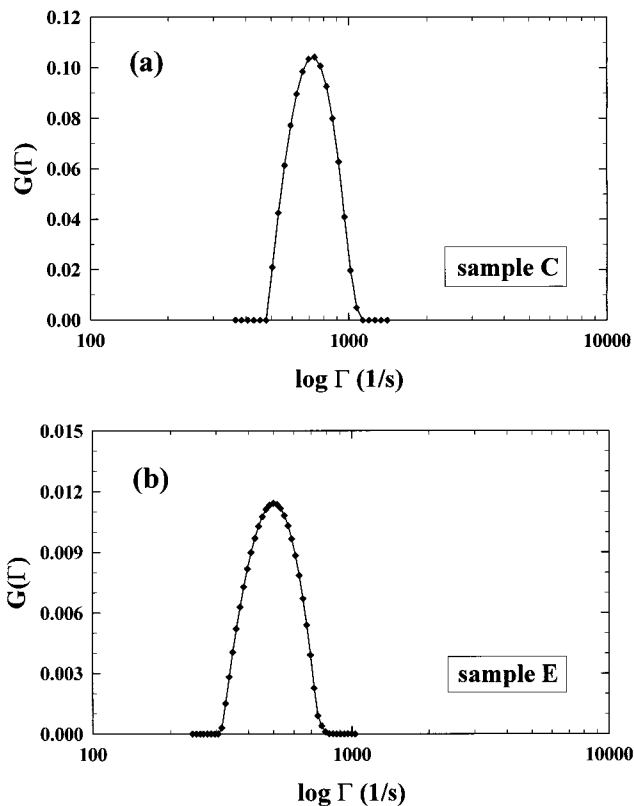 0.12
(a)
0.10
0.08
G(Γ)
0.06
0.04
sample C
0.02
0.00
100
1000
10000
log Γ (1/s)
0.015
(b)
0.012
0.009
G(Γ)
0.006
sample E
0.003
0.000
100
1000
10000
log Γ (1/s)